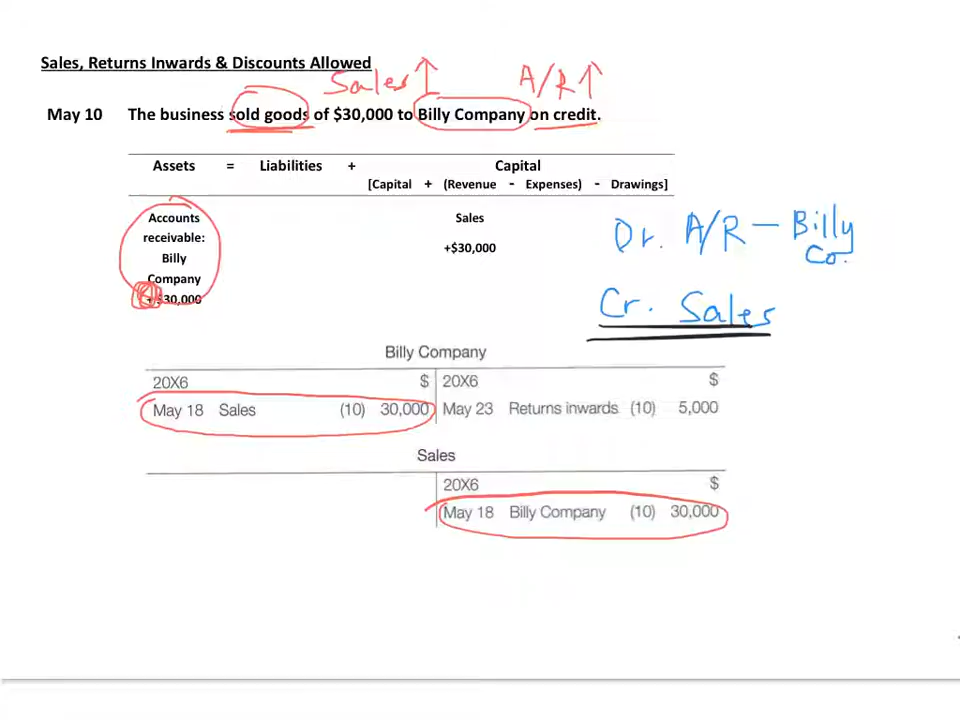 Sales, Returns Inwards & Discounts Allowed
Sales↑ A/R↑
May 10 The business sold goods of $30,000 to Billy Company on credit.
Assets = Liabilities + Capital
[Capital + (Revenue - Expenses) - Drawings]
Accounts Sales
receivable:
Billy +$30,000
Company
+$30,000
Dr. A/R — Billy
Co.
Cr. Sales
Billy Company
20X6 $ 20X6 $
May 18 Sales (10) 30,000 May 23 Returns inwards (10) 5,000
Sales
20X6 $
May 18 Billy Company (10) 30,000